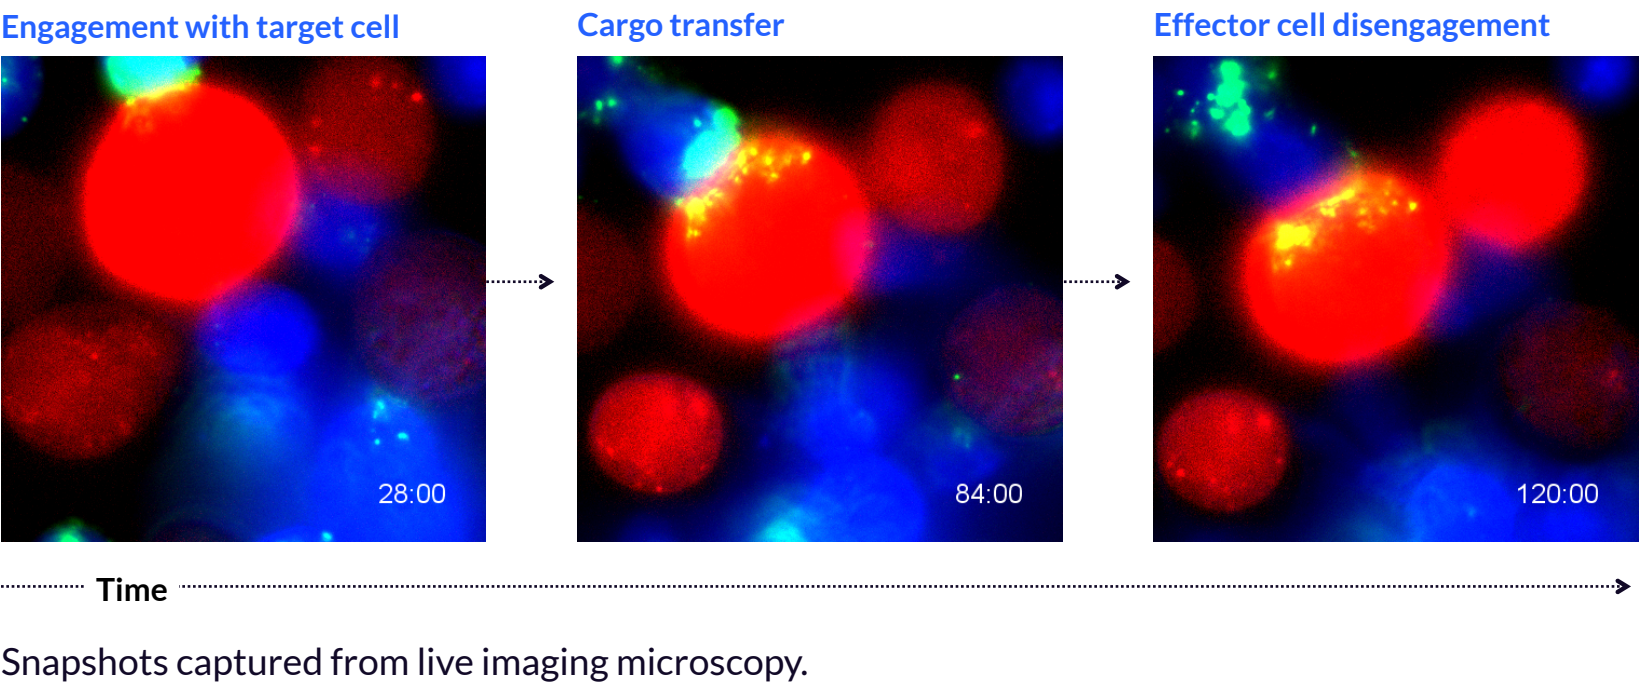 Engagement with target cell
Cargo transfer
Effector cell disengagement
28:00
84:00
120:00
Time
Snapshots captured from live imaging microscopy.